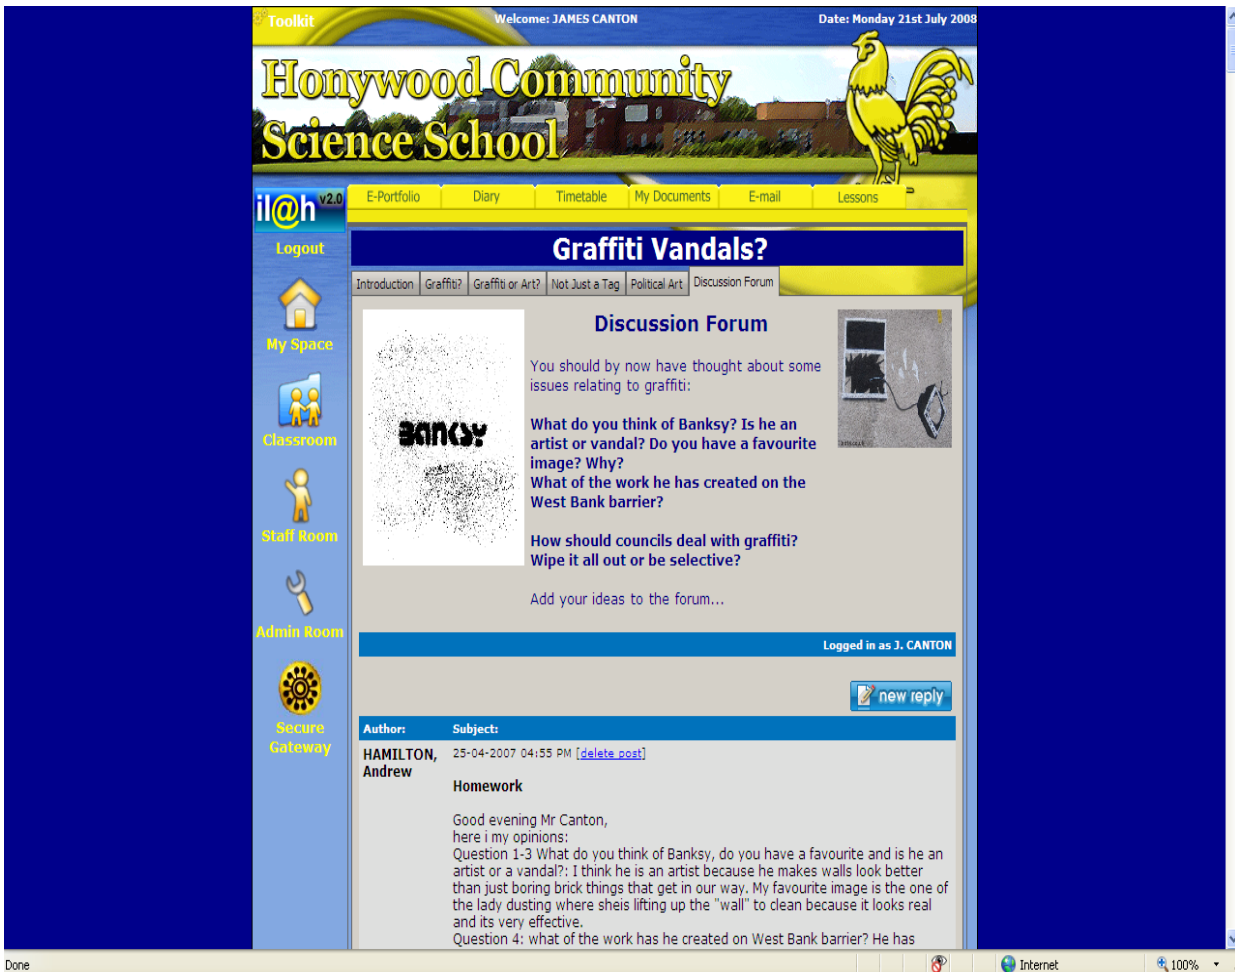 Toolkit
Welcome: JAMES CANTON
Date: Monday 21st July 2008
Honywood Community
Science School
il@h v2.0
E-Portfolio
Diary
Timetable
My Documents
E-mail
Lessons
Logout
My Space
Classroom
Staff Room
Admin Room
Secure
Gateway
Graffiti Vandals?
Introduction
Graffiti?
Graffiti or Art?
Not Just a Tag
Political Art
Discussion Forum
BANKSY
Discussion Forum
You should by now have thought about some
issues relating to graffiti:
What do you think of Banksy? Is he an
artist or vandal? Do you have a favourite
image? Why?
What of the work he has created on the
West Bank barrier?
How should councils deal with graffiti?
Wipe it all out or be selective?
Add your ideas to the forum...
Logged in as J. CANTON
new reply
Author:
Subject:
HAMILTON,
Andrew
25-04-2007 04:55 PM [delete post]
Homework
Good evening Mr Canton,
here i my opinions:
Question 1-3 What do you think of Banksy, do you have a favourite and is he an
artist or a vandal?: I think he is an artist because he makes walls look better
than just boring brick things that get in our way. My favourite image is the one of
the lady dusting where sheis lifting up the "wall" to clean because it looks real
and its very effective.
Question 4: what of the work has he created on West Bank barrier? He has
Done
Internet
100%